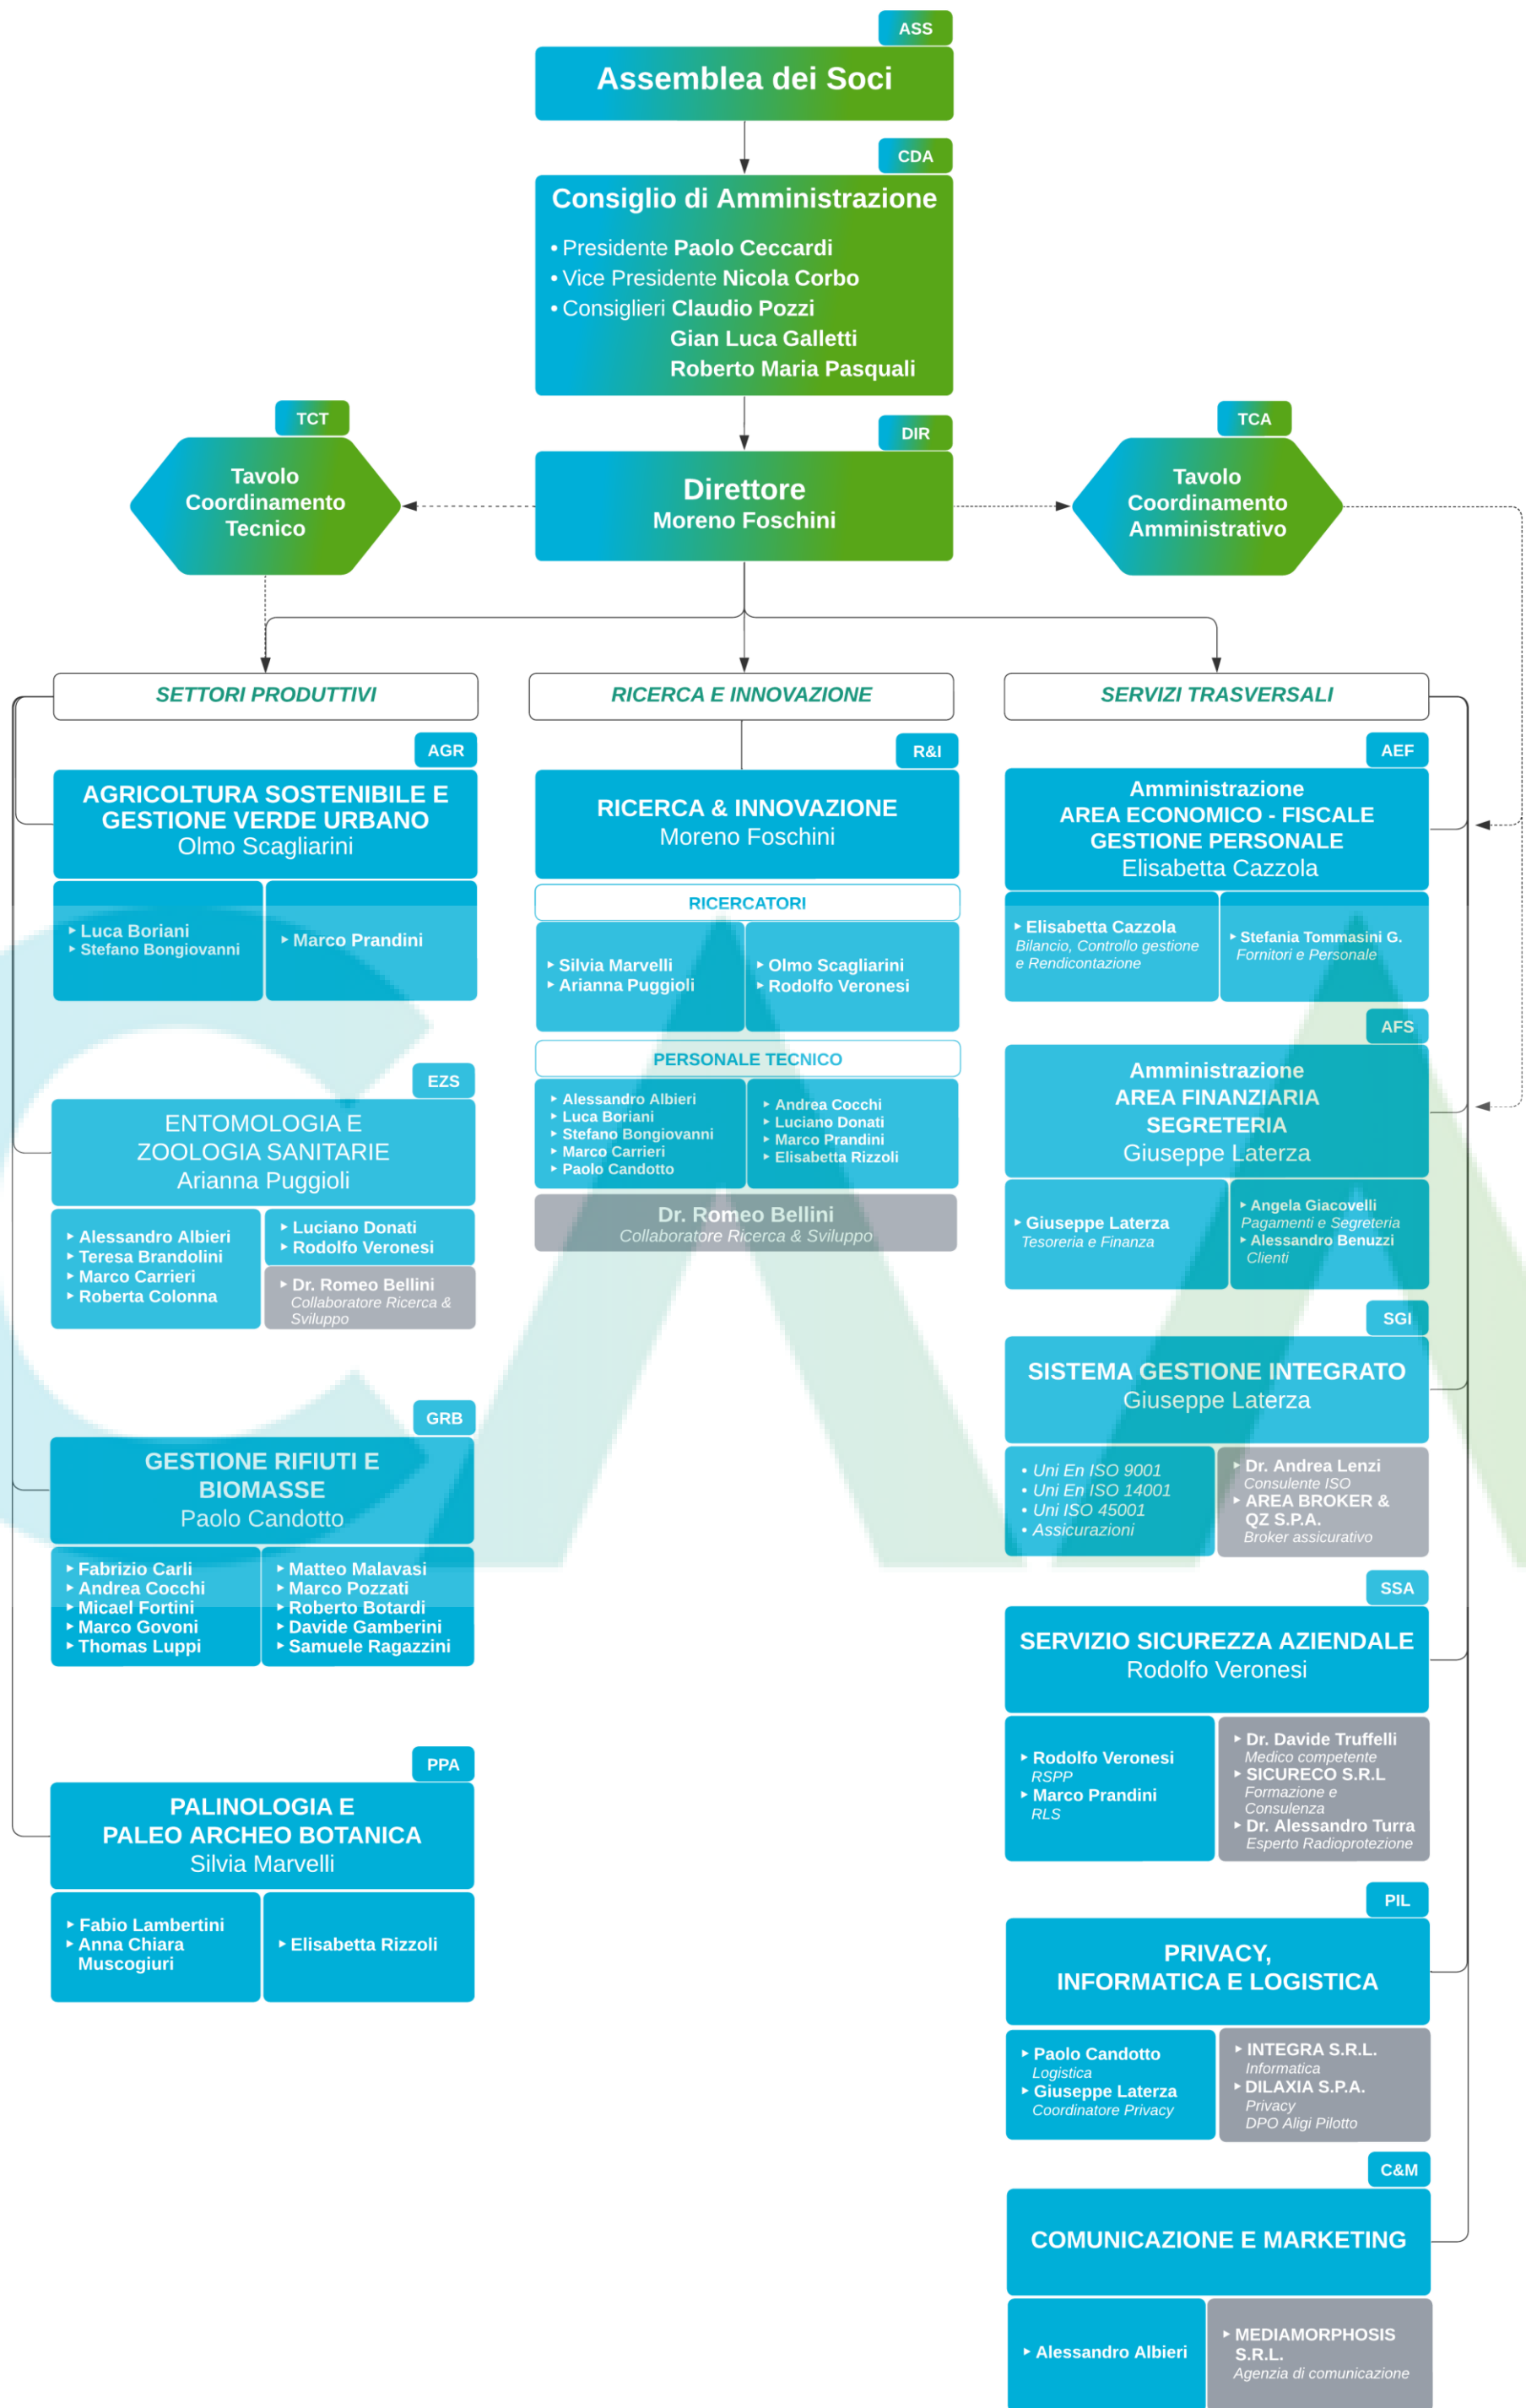 ASS
Assemblea dei Soci
CDA
Consiglio di Amministrazione
• Presidente Paolo Ceccardi
• Vice Presidente Nicola Corbo
• Consiglieri Claudio Pozzi
Gian Luca Galletti
Roberto Maria Pasquali
TCT
Tavolo
Coordinamento
Tecnico
DIR
Direttore
Moreno Foschini
TCA
Tavolo
Coordinamento
Amministrativo
SETTORI PRODUTTIVI
AGR
AGRICOLTURA SOSTENIBILE E
GESTIONE VERDE URBANO
Olmo Scagliarini
Luca Boriani
Stefano Bongiovanni
Marco Prandini
EZS
ENTOMOLOGIA E
ZOOLOGIA SANITARIE
Arianna Puggioli
Alessandro Albieri
Teresa Brandolini
Marco Carrieri
Roberta Colonna
Luciano Donati
Rodolfo Veronesi
Dr. Romeo Bellini
Collaboratore Ricerca &
Sviluppo
GRB
GESTIONE RIFIUTI E
BIOMASSE
Paolo Candotto
Fabrizio Carli
Andrea Cocchi
Micael Fortini
Marco Govoni
Thomas Luppi
Matteo Malavasi
Marco Pozzati
Roberto Botardi
Davide Gamberini
Samuele Ragazzini
PPA
PALINOLOGIA E
PALEO ARCHEO BOTANICA
Silvia Marvelli
Fabio Lambertini
Anna Chiara
Muscogiuri
Elisabetta Rizzoli
RICERCA E INNOVAZIONE
R&I
RICERCA & INNOVAZIONE
Moreno Foschini
RICERCATORI
Silvia Marvelli
Arianna Puggioli
Olmo Scagliarini
Rodolfo Veronesi
PERSONALE TECNICO
Alessandro Albieri
Luca Boriani
Stefano Bongiovanni
Marco Carrieri
Paolo Candotto
Andrea Cocchi
Luciano Donati
Marco Prandini
Elisabetta Rizzoli
Dr. Romeo Bellini
Collaboratore Ricerca & Sviluppo
SERVIZI TRASVERSALI
AEF
Amministrazione
AREA ECONOMICO - FISCALE
GESTIONE PERSONALE
Elisabetta Cazzola
Elisabetta Cazzola
Bilancio, Controllo gestione
e Rendicontazione
Stefania Tommasini G.
Fornitori e Personale
AFS
Amministrazione
AREA FINANZIARIA
SEGRETERIA
Giuseppe Laterza
Giuseppe Laterza
Tesoreria e Finanza
Angela Giacovelli
Pagamenti e Segreteria
Alessandro Benuzzi
Clienti
SGI
SISTEMA GESTIONE INTEGRATO
Giuseppe Laterza
• Uni En ISO 9001
• Uni En ISO 14001
• Uni ISO 45001
• Assicurazioni
Dr. Andrea Lenzi
Consulente ISO
AREA BROKER &
QZ S.P.A.
Broker assicurativo
SSA
SERVIZIO SICUREZZA AZIENDALE
Rodolfo Veronesi
Rodolfo Veronesi
RSPP
Marco Prandini
RLS
Dr. Davide Truffelli
Medico competente
SICURECO S.R.L
Formazione e
Consulenza
Dr. Alessandro Turra
Esperto Radioprotezione
PIL
PRIVACY,
INFORMATICA E LOGISTICA
Paolo Candotto
Logistica
Giuseppe Laterza
Coordinatore Privacy
INTEGRA S.R.L.
Informatica
DILAXIA S.P.A.
Privacy
DPO Aligi Pilotto
C&M
COMUNICAZIONE E MARKETING
Alessandro Albieri
MEDIAMORPHOSIS
S.R.L.
Agenzia di comunicazione